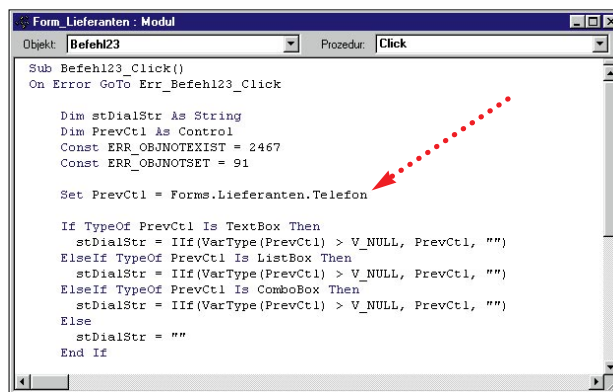 Form_Lieferanten : Modul
Objekt: Befehl23 Prozedur: Click
Sub Befehl23_Click()
On Error GoTo Err_Befehl23_Click
Dim stDialStr As String
Dim PrevCtl As Control
Const ERR_OBJNOTEXIST = 2467
Const ERR_OBJNOTSET = 91
Set PrevCtl = Forms.Lieferanten.Telefon
If TypeOf PrevCtl Is TextBox Then
stDialStr = IIf(VarType(PrevCtl) > V_NULL, PrevCtl, "")
ElseIf TypeOf PrevCtl Is ListBox Then
stDialStr = IIf(VarType(PrevCtl) > V_NULL, PrevCtl, "")
ElseIf TypeOf PrevCtl Is ComboBox Then
stDialStr = IIf(VarType(PrevCtl) > V_NULL, PrevCtl, "")
Else
stDialStr = ""
End If